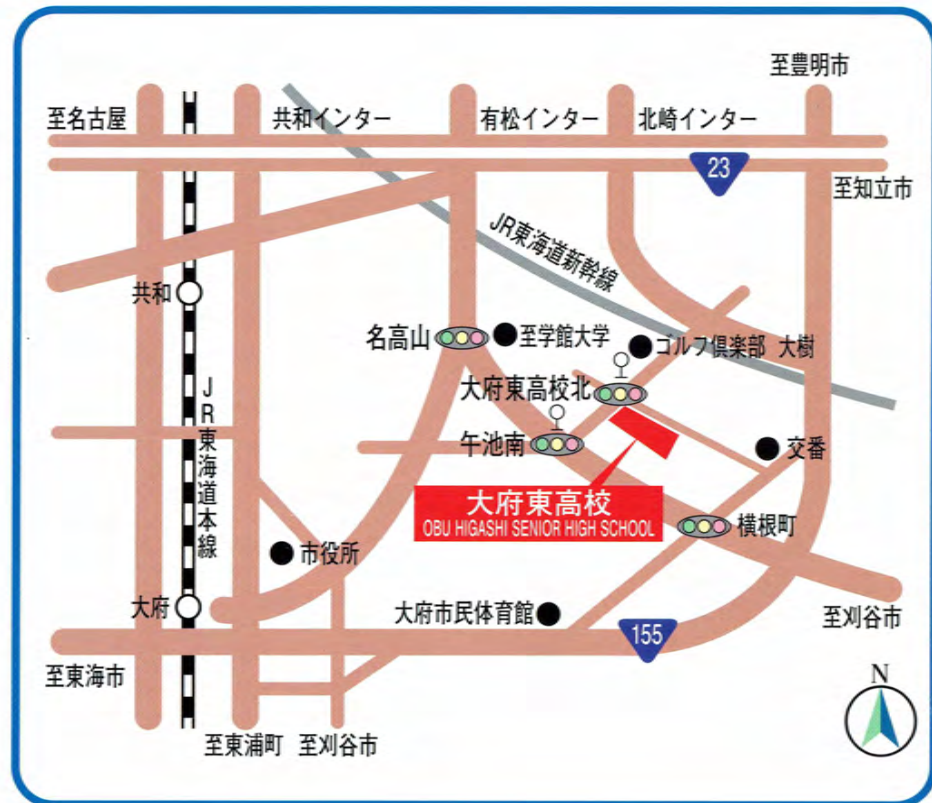 至豊明市
至名古屋
共和インター
有松インター
北崎インター
23
至知立市
JR東海道新幹線
共和
名高山
至学館大学
ゴルフ倶楽部 大樹
大府東高校北
JR東海道本線
午池南
交番
大府東高校
OBU HIGASHI SENIOR HIGH SCHOOL
横根町
市役所
大府
大府市民体育館
155
至刈谷市
至東海市
N
至東浦町
至刈谷市